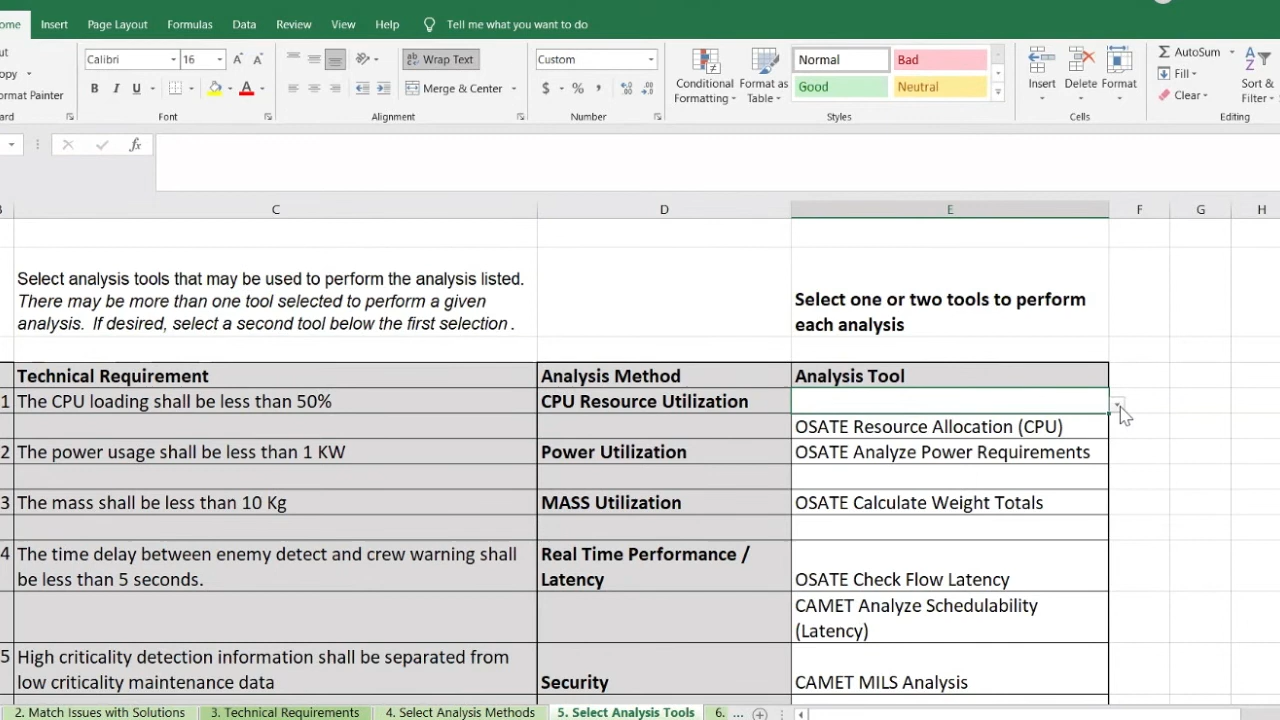 ome Insert Page Layout Formulas Data Review View Help Tell me what you want to do
ut
opy
ormat Painter
ard
Calibri 16 A A
B I U A
Font
ab Wrap Text
Merge & Center
Alignment
Custom
$ % ,
Number
Conditional Formatting
Format as Table
Normal Bad
Good Neutral
Styles
Insert Delete Format
Cells
AutoSum
Fill
Clear
Sort &
Filter
Editing
fx
B C D E F G H
Select analysis tools that may be used to perform the analysis listed.
There may be more than one tool selected to perform a given
analysis. If desired, select a second tool below the first selection .
Select one or two tools to perform
each analysis
Technical Requirement Analysis Method Analysis Tool
1 The CPU loading shall be less than 50% CPU Resource Utilization
OSATE Resource Allocation (CPU)
2 The power usage shall be less than 1 KW Power Utilization OSATE Analyze Power Requirements
3 The mass shall be less than 10 Kg MASS Utilization OSATE Calculate Weight Totals
4 The time delay between enemy detect and crew warning shall Real Time Performance /
be less than 5 seconds. Latency OSATE Check Flow Latency
CAMET Analyze Schedulability
(Latency)
5 High criticality detection information shall be separated from
low criticality maintenance data Security CAMET MILS Analysis
2. Match Issues with Solutions 3. Technical Requirements 4. Select Analysis Methods 5. Select Analysis Tools 6. ...